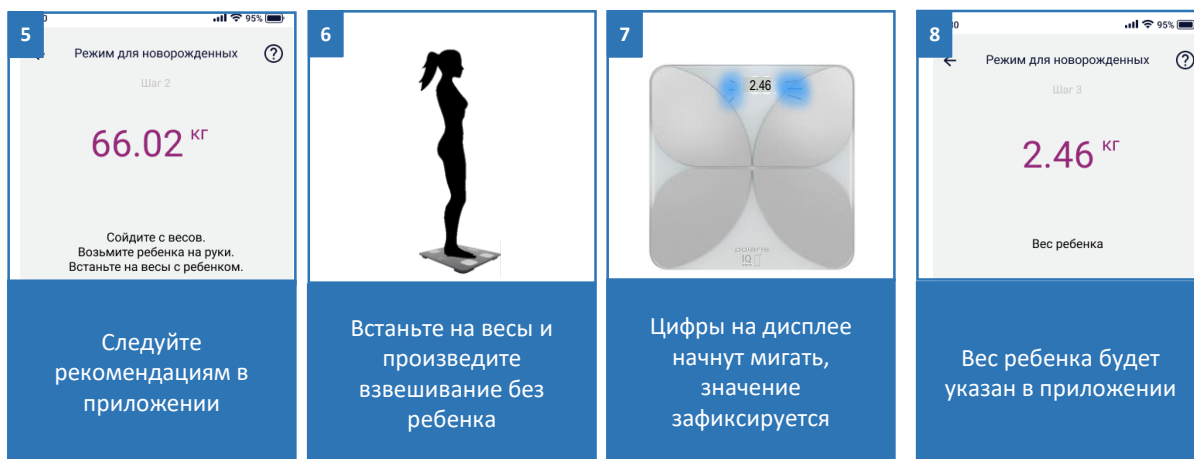 5
95%
Режим для новорожденных
?
Шаг 2
66.02 кг
Сойдите с весов.
Возьмите ребенка на руки.
Встаньте на весы с ребенком.
Следуйте
рекомендациям в
приложении
6
Встаньте на весы и
произведите
взвешивание без
ребенка
7
2.46
polaris
IQ
Цифры на дисплее
начнут мигать,
значение
зафиксируется
8
95%
Режим для новорожденных
?
Шаг 3
2.46 кг
Вес ребенка
Вес ребенка будет
указан в приложении